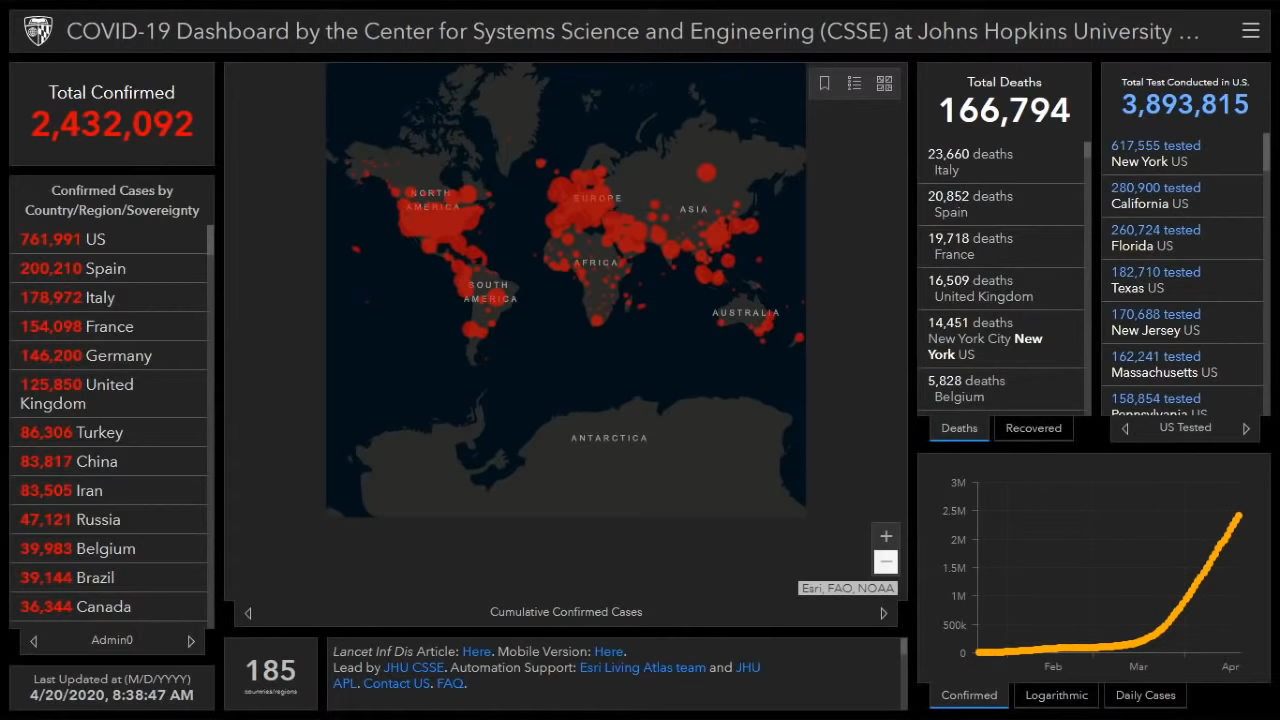 COVID-19 Dashboard by the Center for Systems Science and Engineering (CSSE) at Johns Hopkins University ...
Total Confirmed
2,432,092
Confirmed Cases by
Country/Region/Sovereignty
761,991 US
200,210 Spain
178,972 Italy
154,098 France
146,200 Germany
125,850 United
Kingdom
86,306 Turkey
83,817 China
83,505 Iran
47,121 Russia
39,983 Belgium
39,144 Brazil
36,344 Canada
Admin0
Last Updated at (M/D/YYYY)
4/20/2020, 8:38:47 AM
NORTH
AMERICA
EUROPE
ASIA
AFRICA
SOUTH
AMERICA
AUSTRALIA
ANTARCTICA
Esri, FAO, NOAA
Cumulative Confirmed Cases
185
countries/regions
Lancet Inf Dis Article: Here. Mobile Version: Here.
Lead by JHU CSSE. Automation Support: Esri Living Atlas team and JHU
APL. Contact US. FAQ.
Total Deaths
166,794
23,660 deaths
Italy
20,852 deaths
Spain
19,718 deaths
France
16,509 deaths
United Kingdom
14,451 deaths
New York City New
York US
5,828 deaths
Belgium
Deaths
Recovered
Total Test Conducted in U.S.
3,893,815
617,555 tested
New York US
280,900 tested
California US
260,724 tested
Florida US
182,710 tested
Texas US
170,688 tested
New Jersey US
162,241 tested
Massachusetts US
158,854 tested
Pennsylvania US
US Tested
3M
2.5M
2M
1.5M
1M
500k
0
Feb
Mar
Apr
Confirmed
Logarithmic
Daily Cases